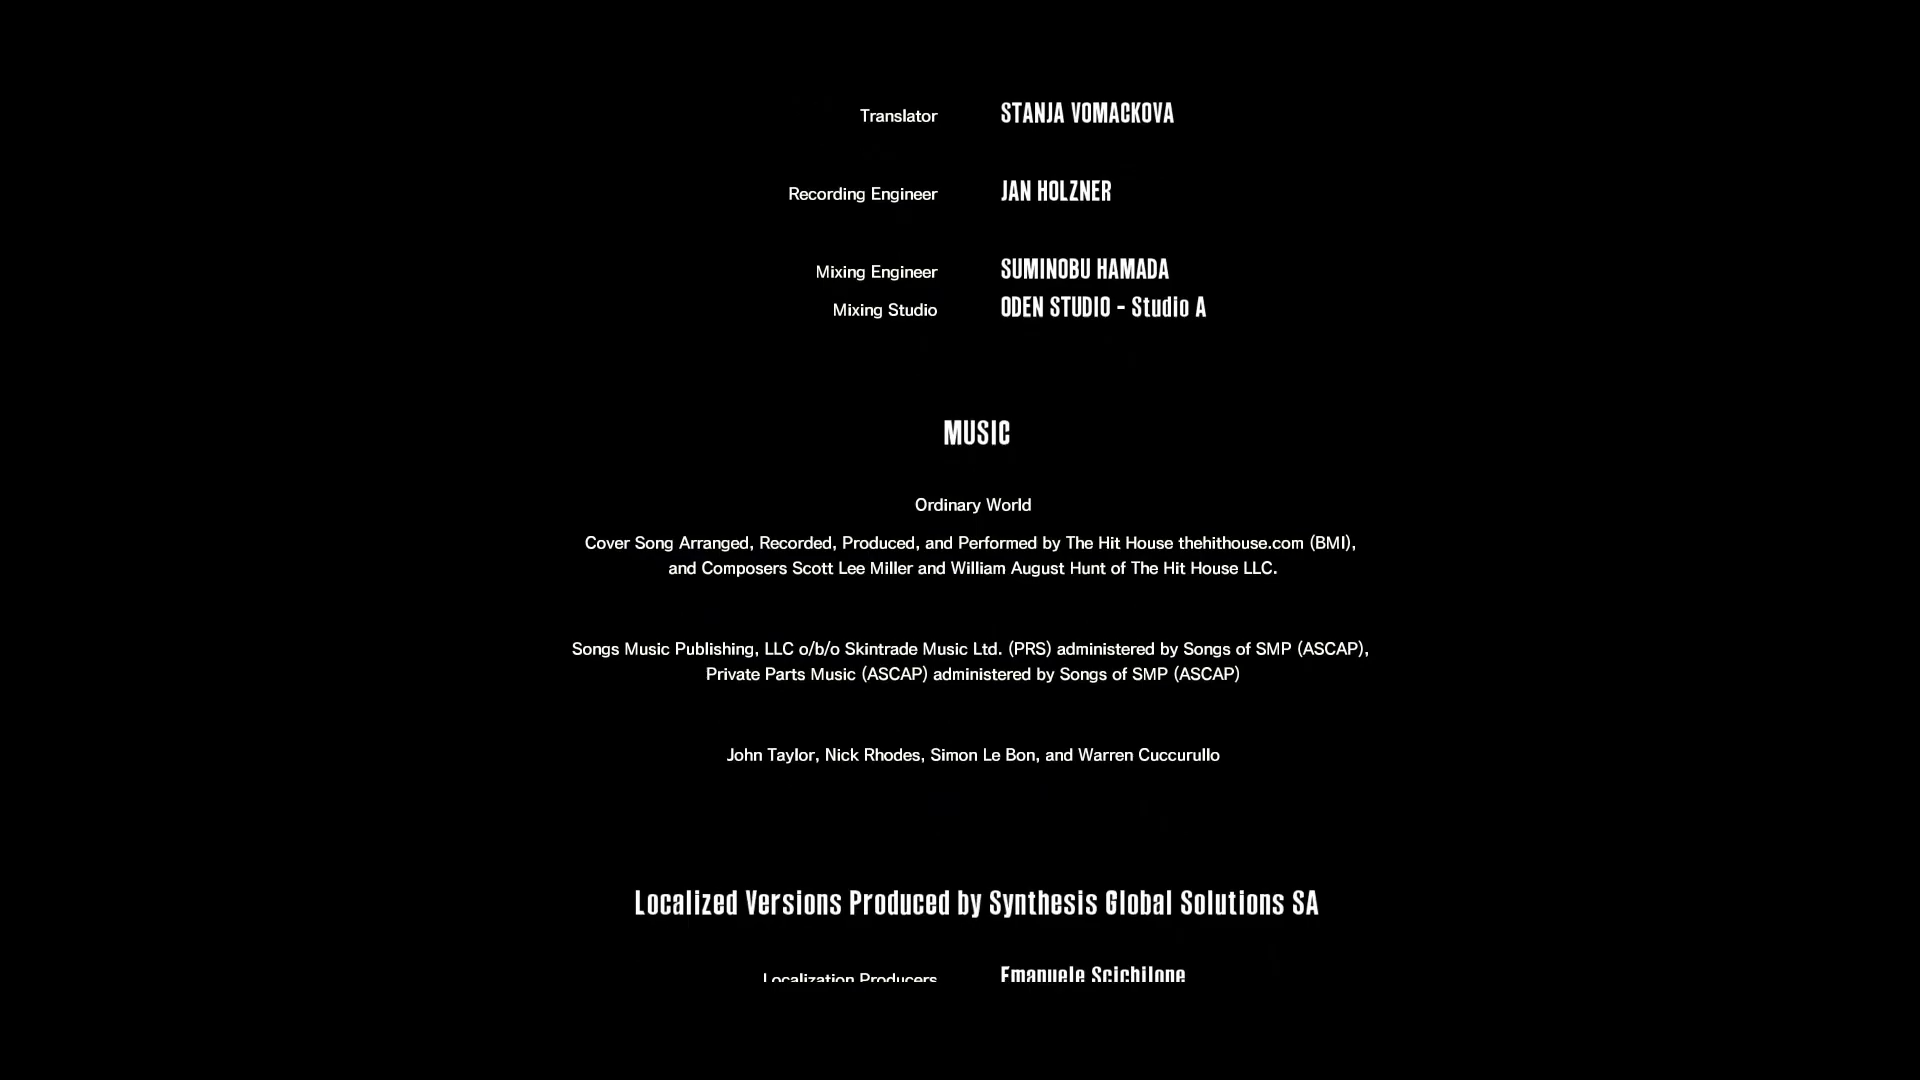 Translator STANJA VOMACKOVA
Recording Engineer JAN HOLZNER
Mixing Engineer SUMINOBU HAMADA
Mixing Studio ODEN STUDIO - Studio A
MUSIC
Ordinary World
Cover Song Arranged, Recorded, Produced, and Performed by The Hit House thehithouse.com (BMI),
and Composers Scott Lee Miller and William August Hunt of The Hit House LLC.
Songs Music Publishing, LLC o/b/o Skintrade Music Ltd. (PRS) administered by Songs of SMP (ASCAP),
Private Parts Music (ASCAP) administered by Songs of SMP (ASCAP)
John Taylor, Nick Rhodes, Simon Le Bon, and Warren Cuccurullo
Localized Versions Produced by Synthesis Global Solutions SA
Localization Producers Emanuele Scichilone